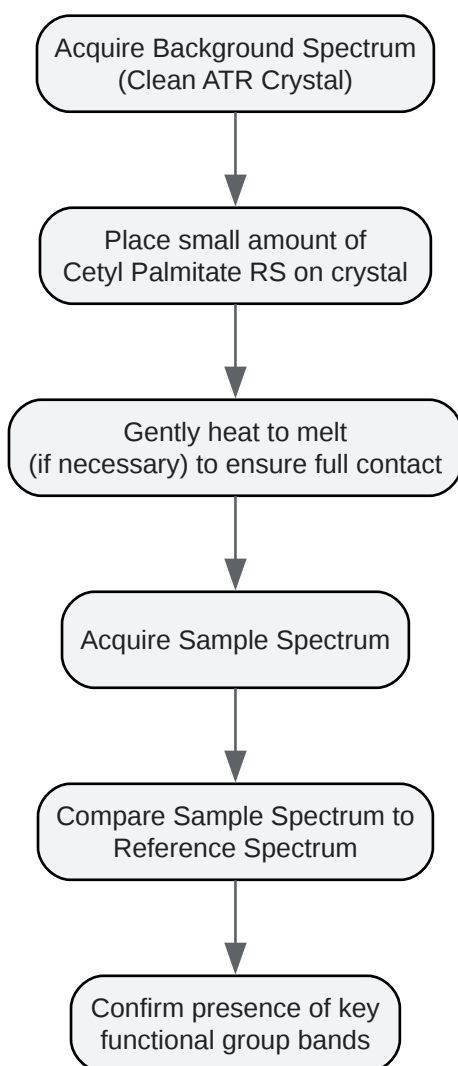 Acquire Background Spectrum
(Clean ATR Crystal)
Place small amount of
Cetyl Palmitate RS on crystal
Gently heat to melt
(if necessary) to ensure full contact
Acquire Sample Spectrum
Compare Sample Spectrum to
Reference Spectrum
Confirm presence of key
functional group bands